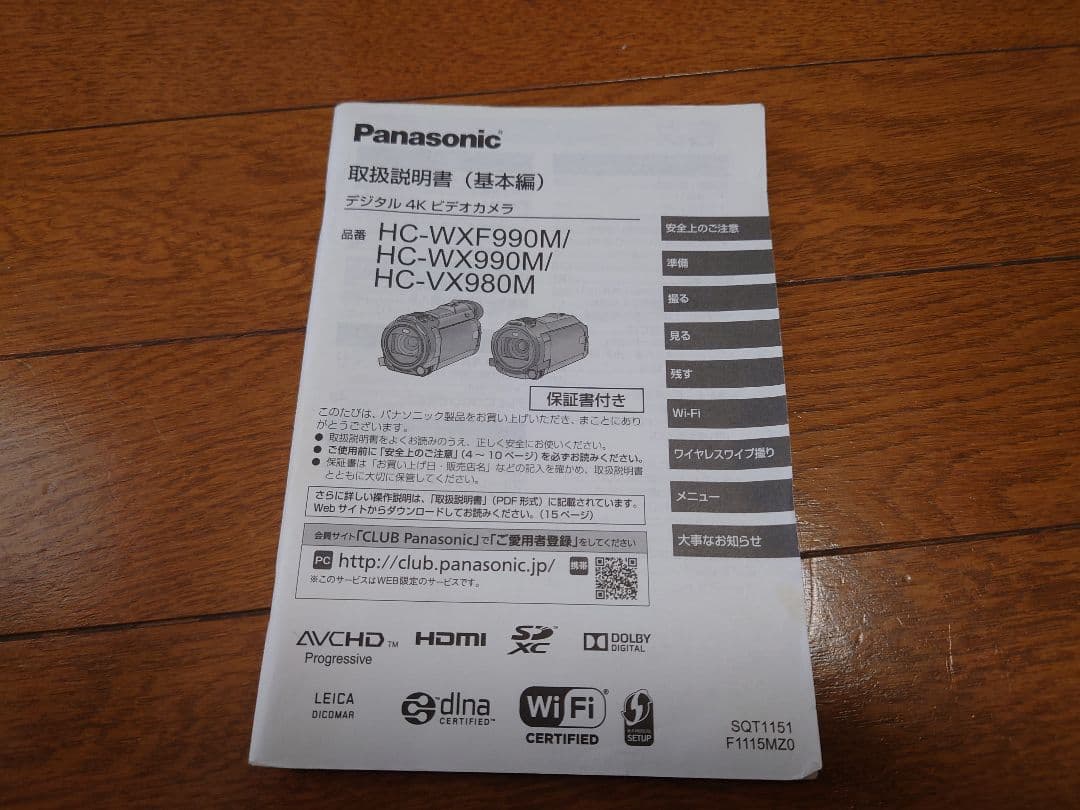 Panasonic®
取扱説明書（基本編）
デジタル 4K ビデオカメラ
品番 HC-WXF990M/
HC-WX990M/
HC-VX980M
安全上のご注意
準備
撮る
見る
残す
Wi-Fi
ワイヤレスワイプ撮り
メニュー
大事なお知らせ
保証書付き
このたびは、パナソニック製品をお買い上げいただき、まことにあり
がとうございます。
● 取扱説明書をよくお読みのうえ、正しく安全にお使いください。
● ご使用前に「安全上のご注意」（4 ～ 10 ページ）を必ずお読みください。
● 保証書は「お買い上げ日・販売店名」などの記入を確かめ、取扱説明書
とともに大切に保管してください。
さらに詳しい操作説明は、「取扱説明書」（PDF 形式）に記載されています。
Web サイトからダウンロードしてお読みください。（15 ページ）
会員サイト「CLUB Panasonic」で「ご愛用者登録」をしてください
PC http://club.panasonic.jp/ 携帯
※このサービスはWEB限定のサービスです。
AVCHD™ HDMI SD XC™ DOLBY DIGITAL
Progressive
LEICA
DICOMAR
dlna
CERTIFIED™
Wi Fi®
CERTIFIED
SETUP
SQT1151
F1115MZ0